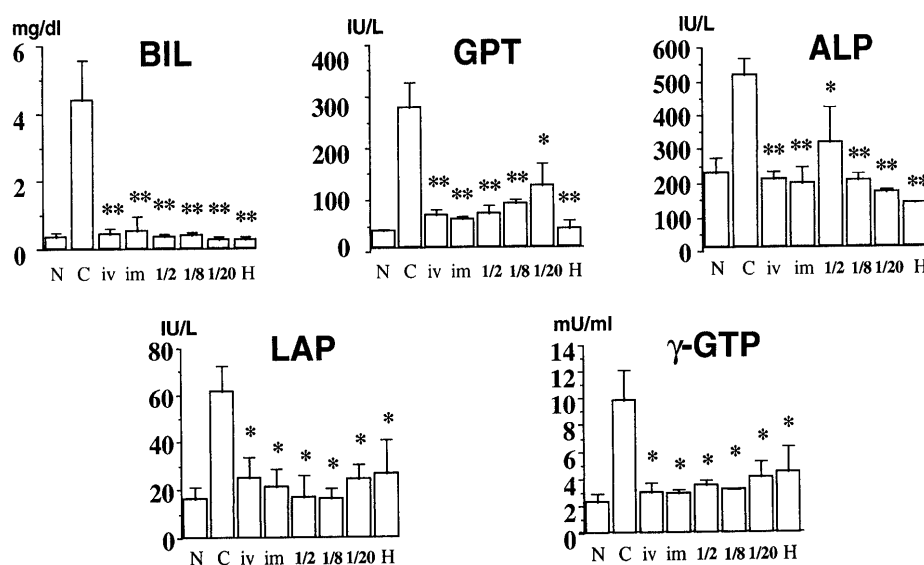 mg/dl
BIL
6
4
2
0
** ** ** ** ** **
N C iv im 1/2 1/8 1/20 H
IU/L
GPT
400
300
200
100
0
** ** ** ** * **
N C iv im 1/2 1/8 1/20 H
IU/L
ALP
600
500
400
300
200
100
0
** ** * ** ** **
N C iv im 1/2 1/8 1/20 H
IU/L
LAP
80
60
40
20
0
* * * * * *
N C iv im 1/2 1/8 1/20 H
mU/ml
γ-GTP
14
12
10
8
6
4
2
0
* * * * * *
N C iv im 1/2 1/8 1/20 H